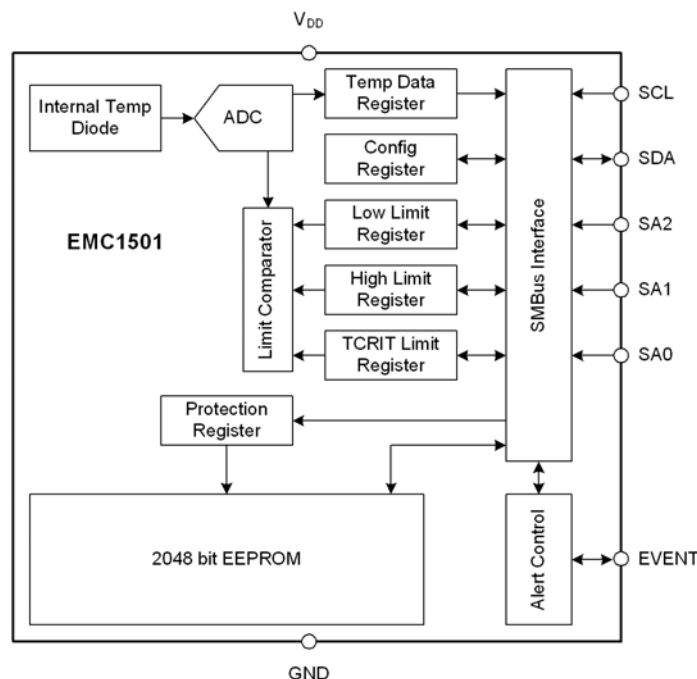 VDD
Internal Temp
Diode
ADC
Temp Data
Register
SCL
Config
Register
SDA
EMC1501
Limit Comparator
Low Limit
Register
SMBus Interface
SA2
High Limit
Register
SA1
TCRIT Limit
Register
SA0
Protection
Register
2048 bit EEPROM
Alert Control
EVENT
GND